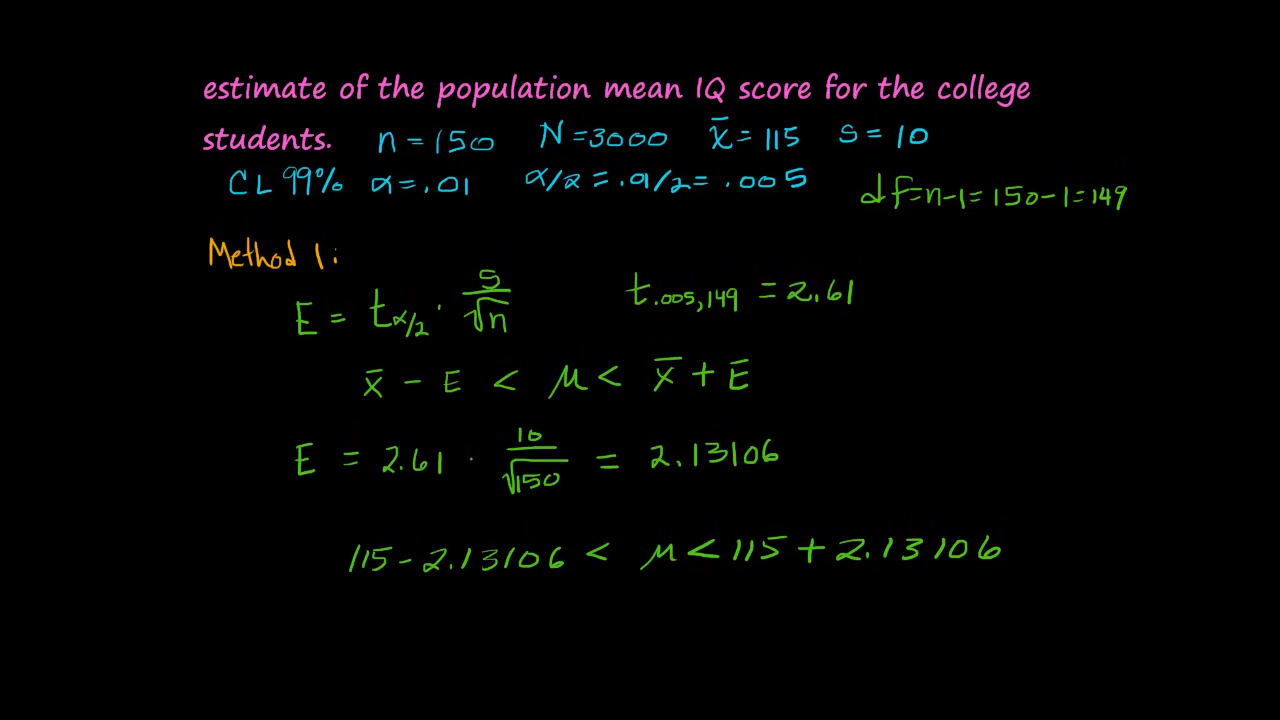 estimate of the population mean IQ score for the college
students. n = 150 N = 3000 x̄ = 115 s = 10
CL 99% α = .01 α/2 = .01/2 = .005 df = n-1 = 150-1 = 149
Method 1:
E = t α/2 · s/√n t.005,149 = 2.61
x̄ - E < μ < x̄ + E
E = 2.61 · 10/√150 = 2.13106
115 - 2.13106 < μ < 115 + 2.13106